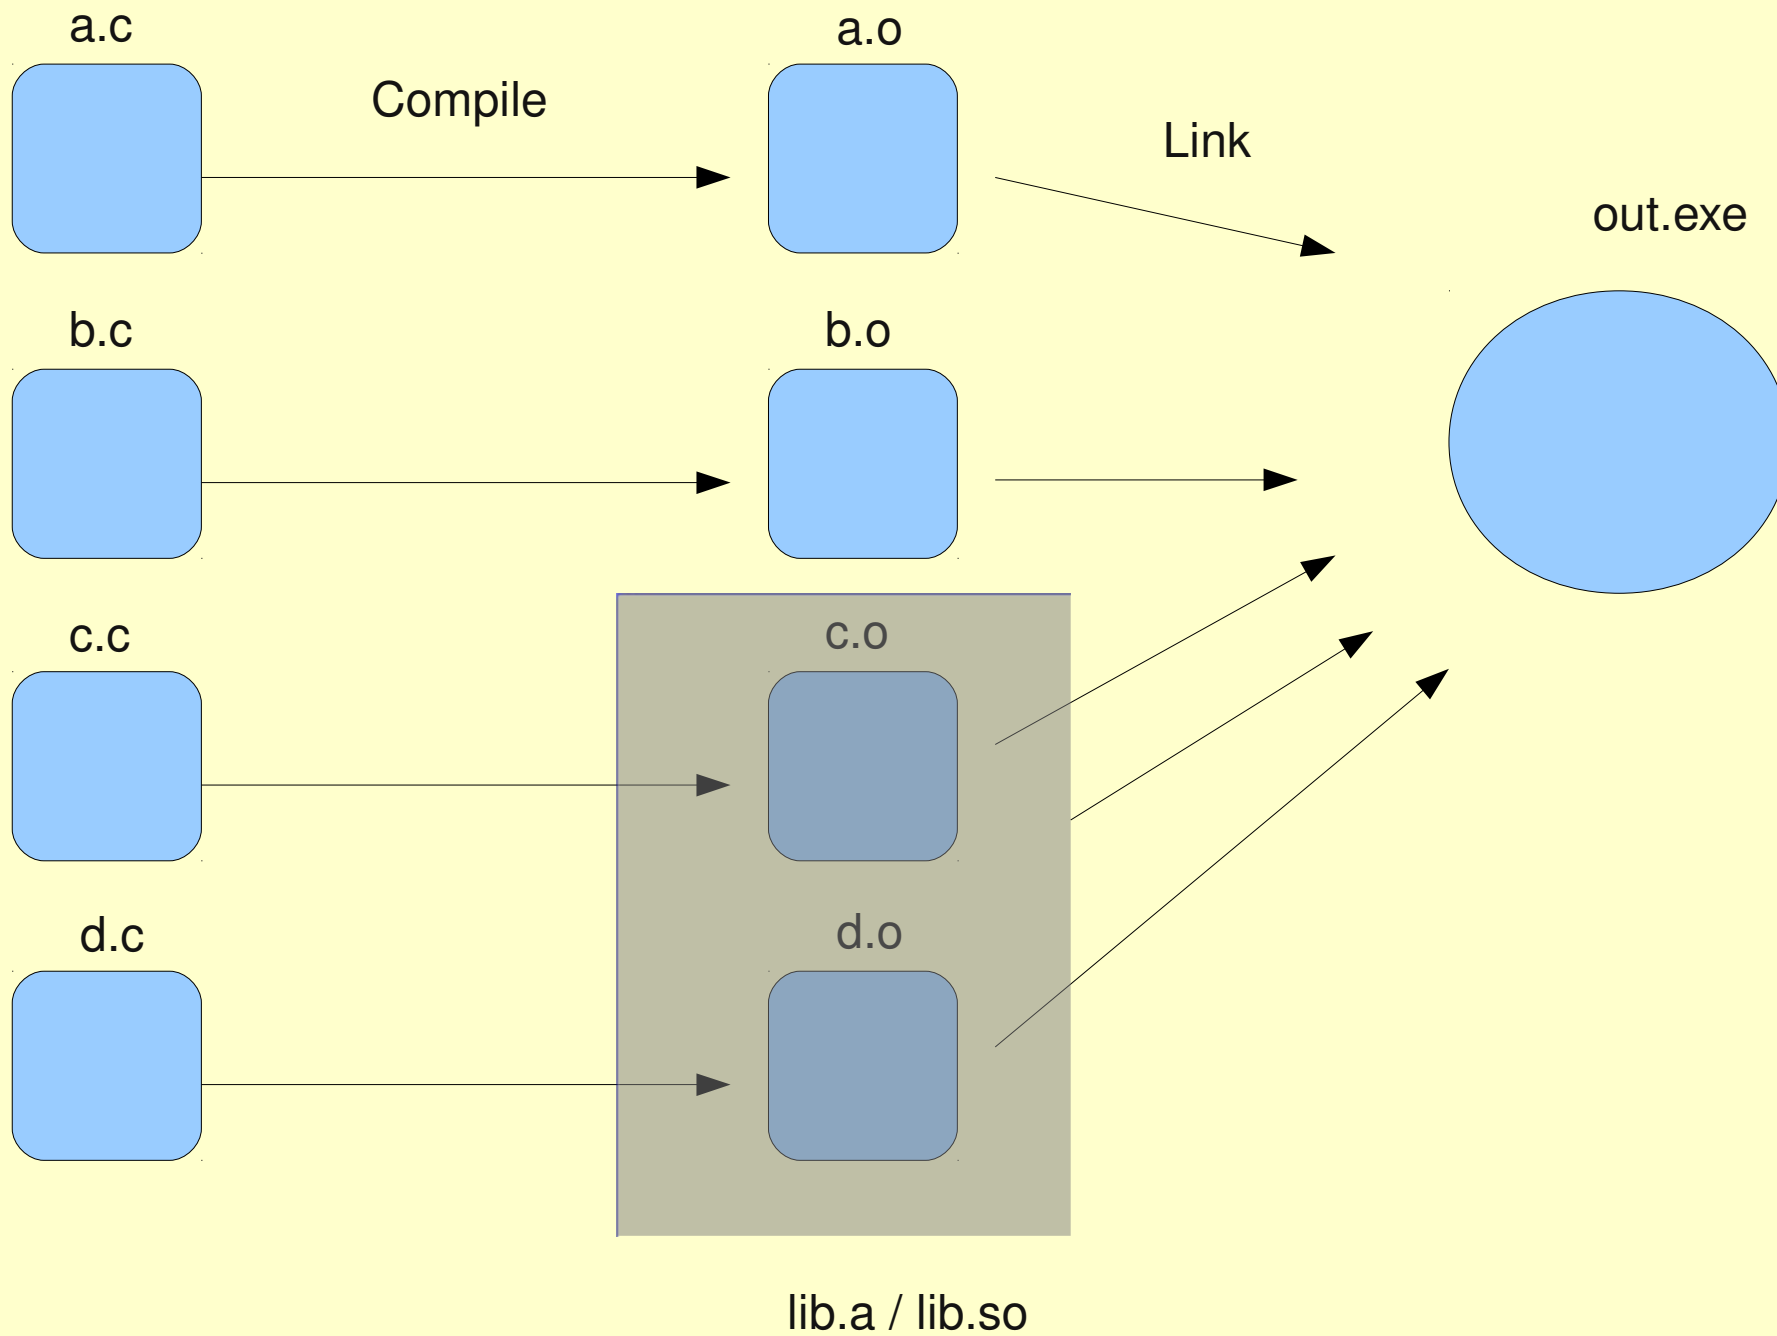 a.c
a.o
Compile
Link
out.exe
b.c
b.o
c.c
c.o
d.c
d.o
lib.a / lib.so